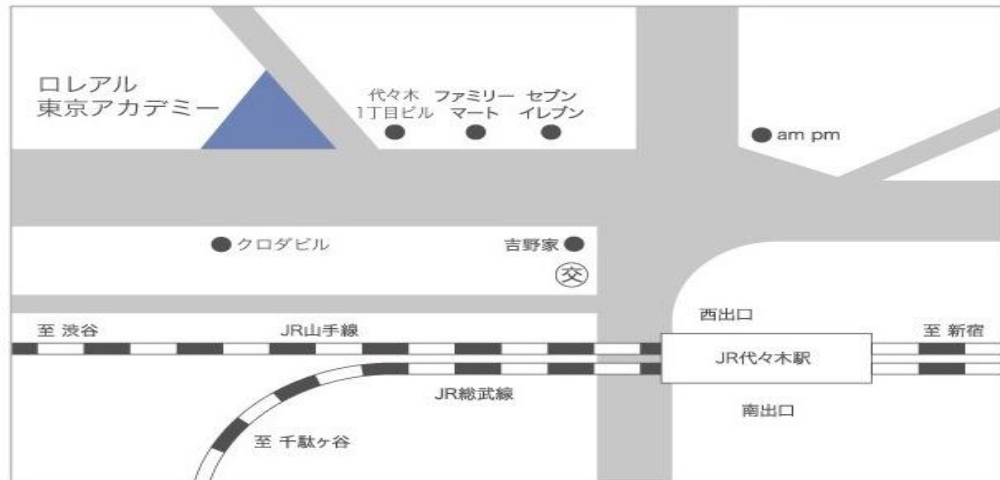 ロレアル
東京アカデミー
代々木
1丁目ビル
ファミリー
マート
セブン
イレブン
am pm
クロダビル
吉野家
交
西出口
至 渋谷
JR山手線
JR代々木駅
至 新宿
JR総武線
南出口
至 千駄ヶ谷